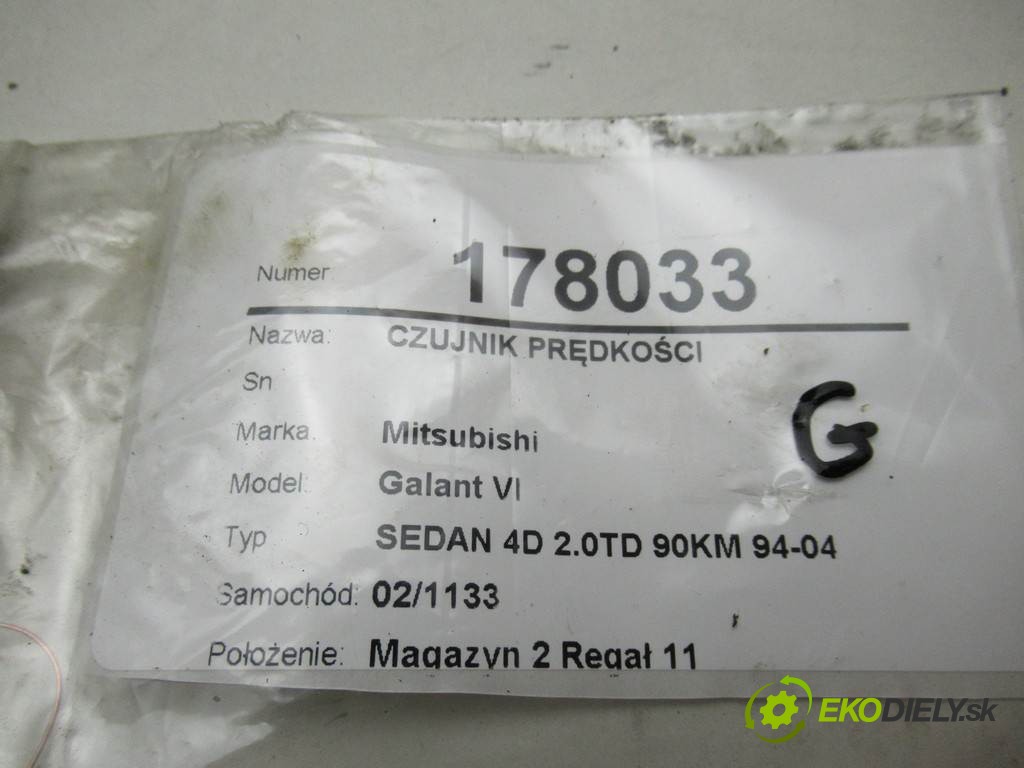 Numer: 178033
Nazwa: CZUJNIK PRĘDKOŚCI
Sn
Marka: Mitsubishi
G
Model: Galant VI
Typ SEDAN 4D 2.0TD 90KM 94-04
Samochód: 02/1133
Położenie: Magazyn 2 Regał 11
EKODIELY.sk